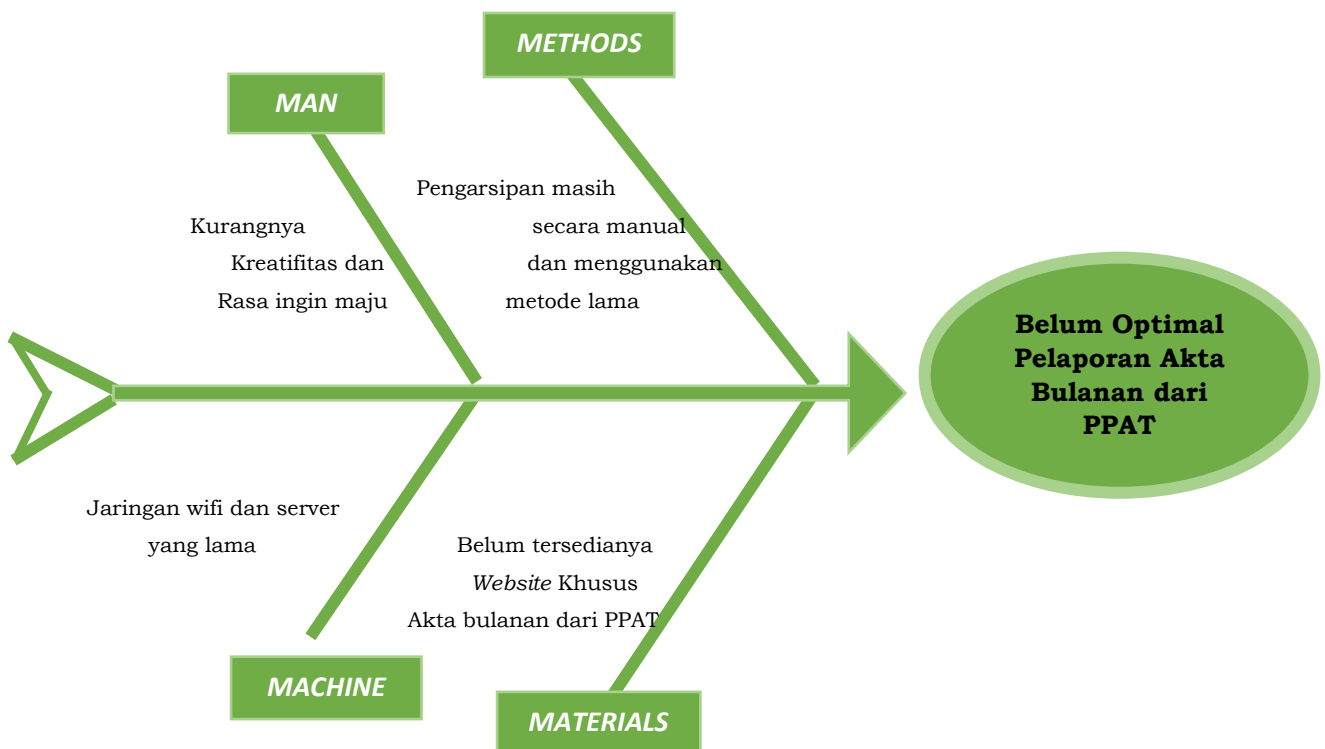 METHODS
MAN
Pengarsipan masih
secara manual
dan menggunakan
metode lama
Kurangnya
Kreatifitas dan
Rasa ingin maju
Belum Optimal
Pelaporan Akta
Bulanan dari
PPAT
Jaringan wifi dan server
yang lama
Belum tersedianya
Website Khusus
Akta bulanan dari PPAT
MACHINE
MATERIALS